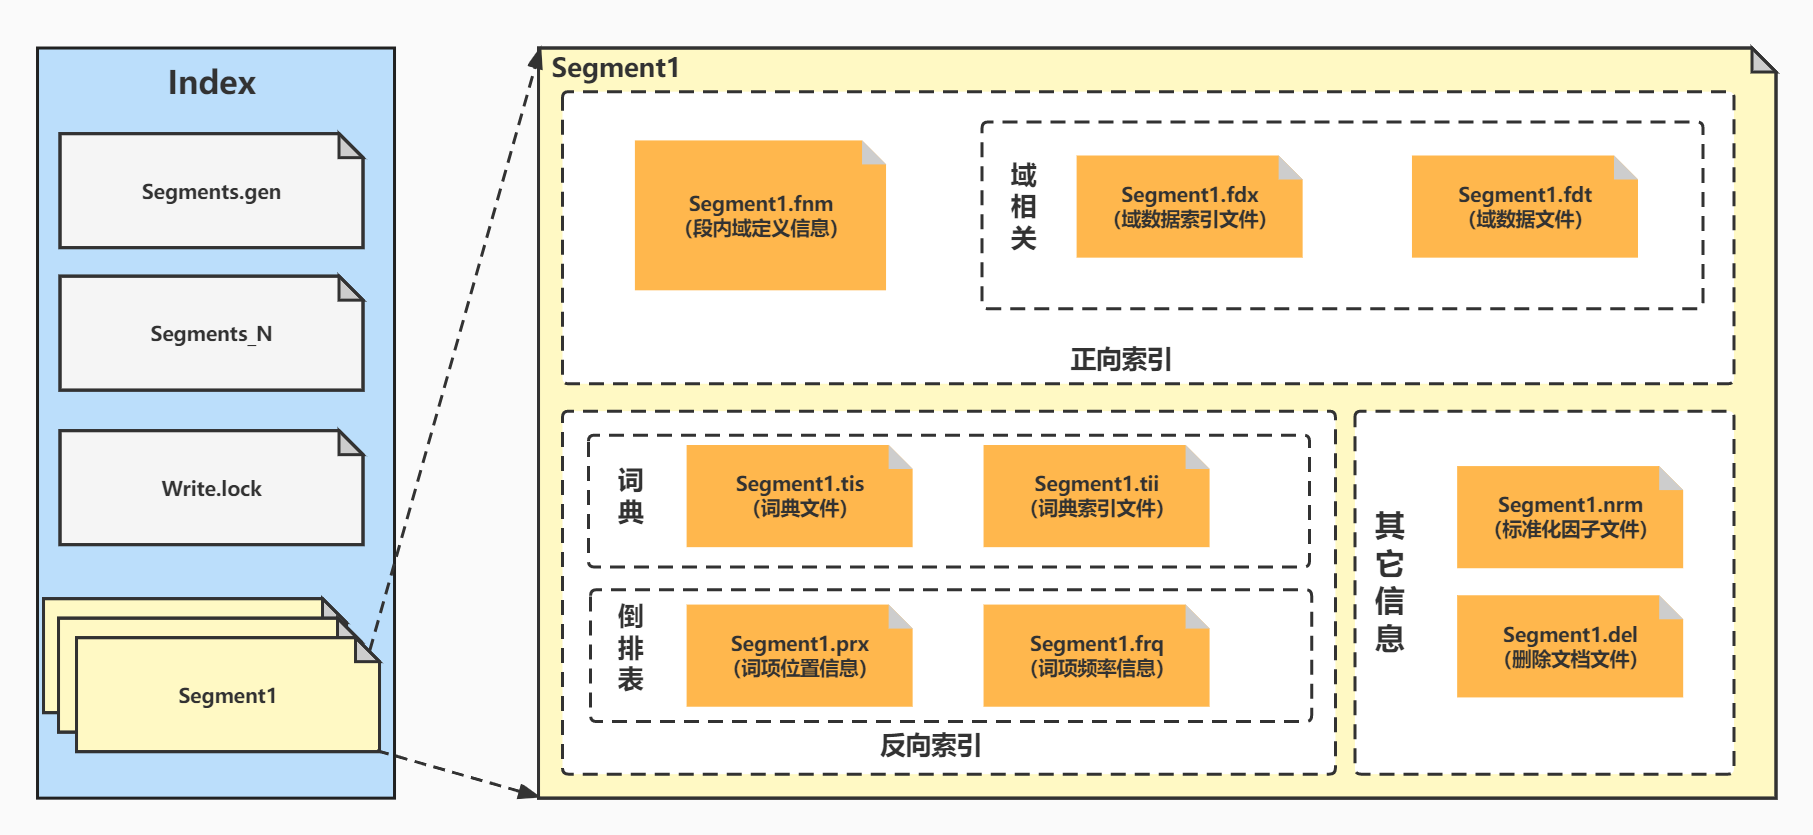 Index
Segments.gen
Segments_N
Write.lock
Segment1
Segment1
Segment1.fnm
(段内域定义信息)
域
相
关
Segment1.fdx
(域数据索引文件)
Segment1.fdt
(域数据文件)
正向索引
词
典
Segment1.tis
(词典文件)
Segment1.tii
(词典索引文件)
倒
排
表
Segment1.prx
(词项位置信息)
Segment1.frq
(词项频率信息)
反向索引
其
它
信
息
Segment1.nrm
(标准化因子文件)
Segment1.del
(删除文档文件)